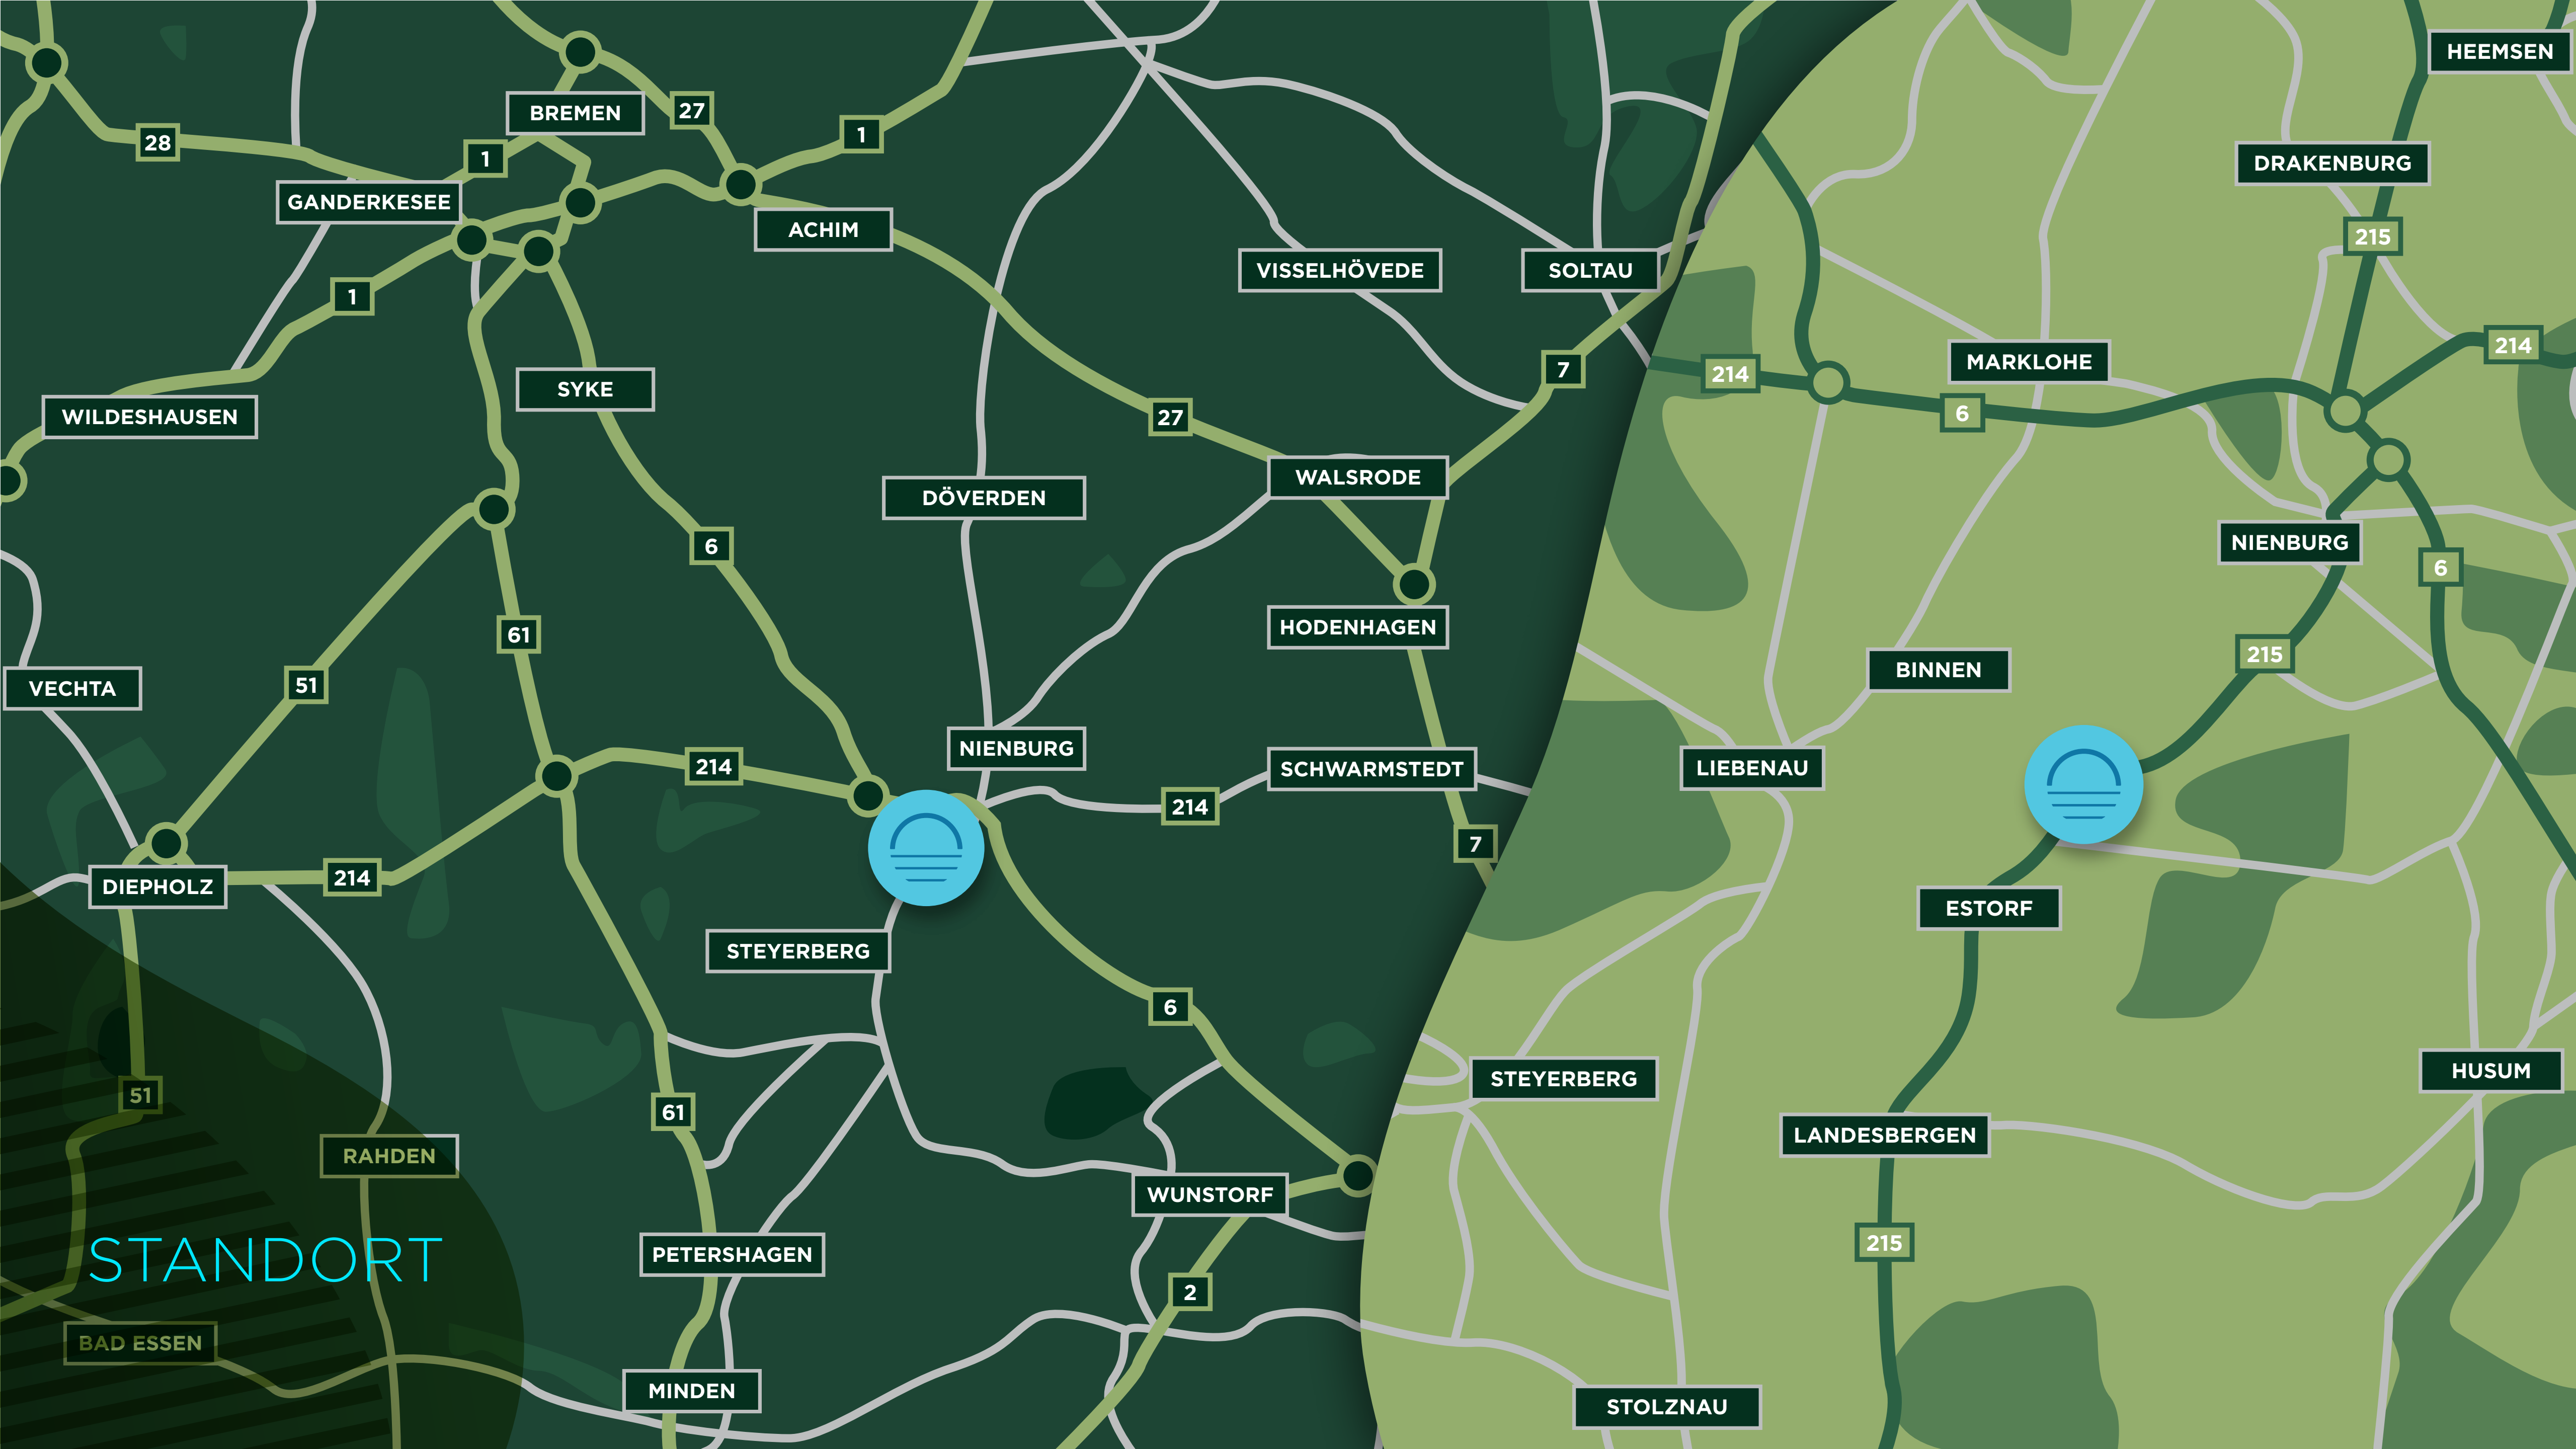 BREMEN
27
1
28
1
GANDERKESEE
ACHIM
1
VISSELHÖVEDE
SOLTAU
7
SYKE
WILDESHAUSEN
27
WALSRODE
DÖVERDEN
6
HODENHAGEN
61
51
VECHTA
NIENBURG
214
SCHWARMSTEDT
214
7
DIEPHOLZ
214
STEYERBERG
6
51
61
RAHDEN
WUNSTORF
PETERSHAGEN
STANDORT
2
BAD ESSEN
MINDEN
HEEMSEN
DRAKENBURG
215
214
MARKLOHE
214
6
NIENBURG
6
215
BINNEN
LIEBENAU
ESTORF
HUSUM
STEYERBERG
LANDESBERGEN
215
STOLZNAU